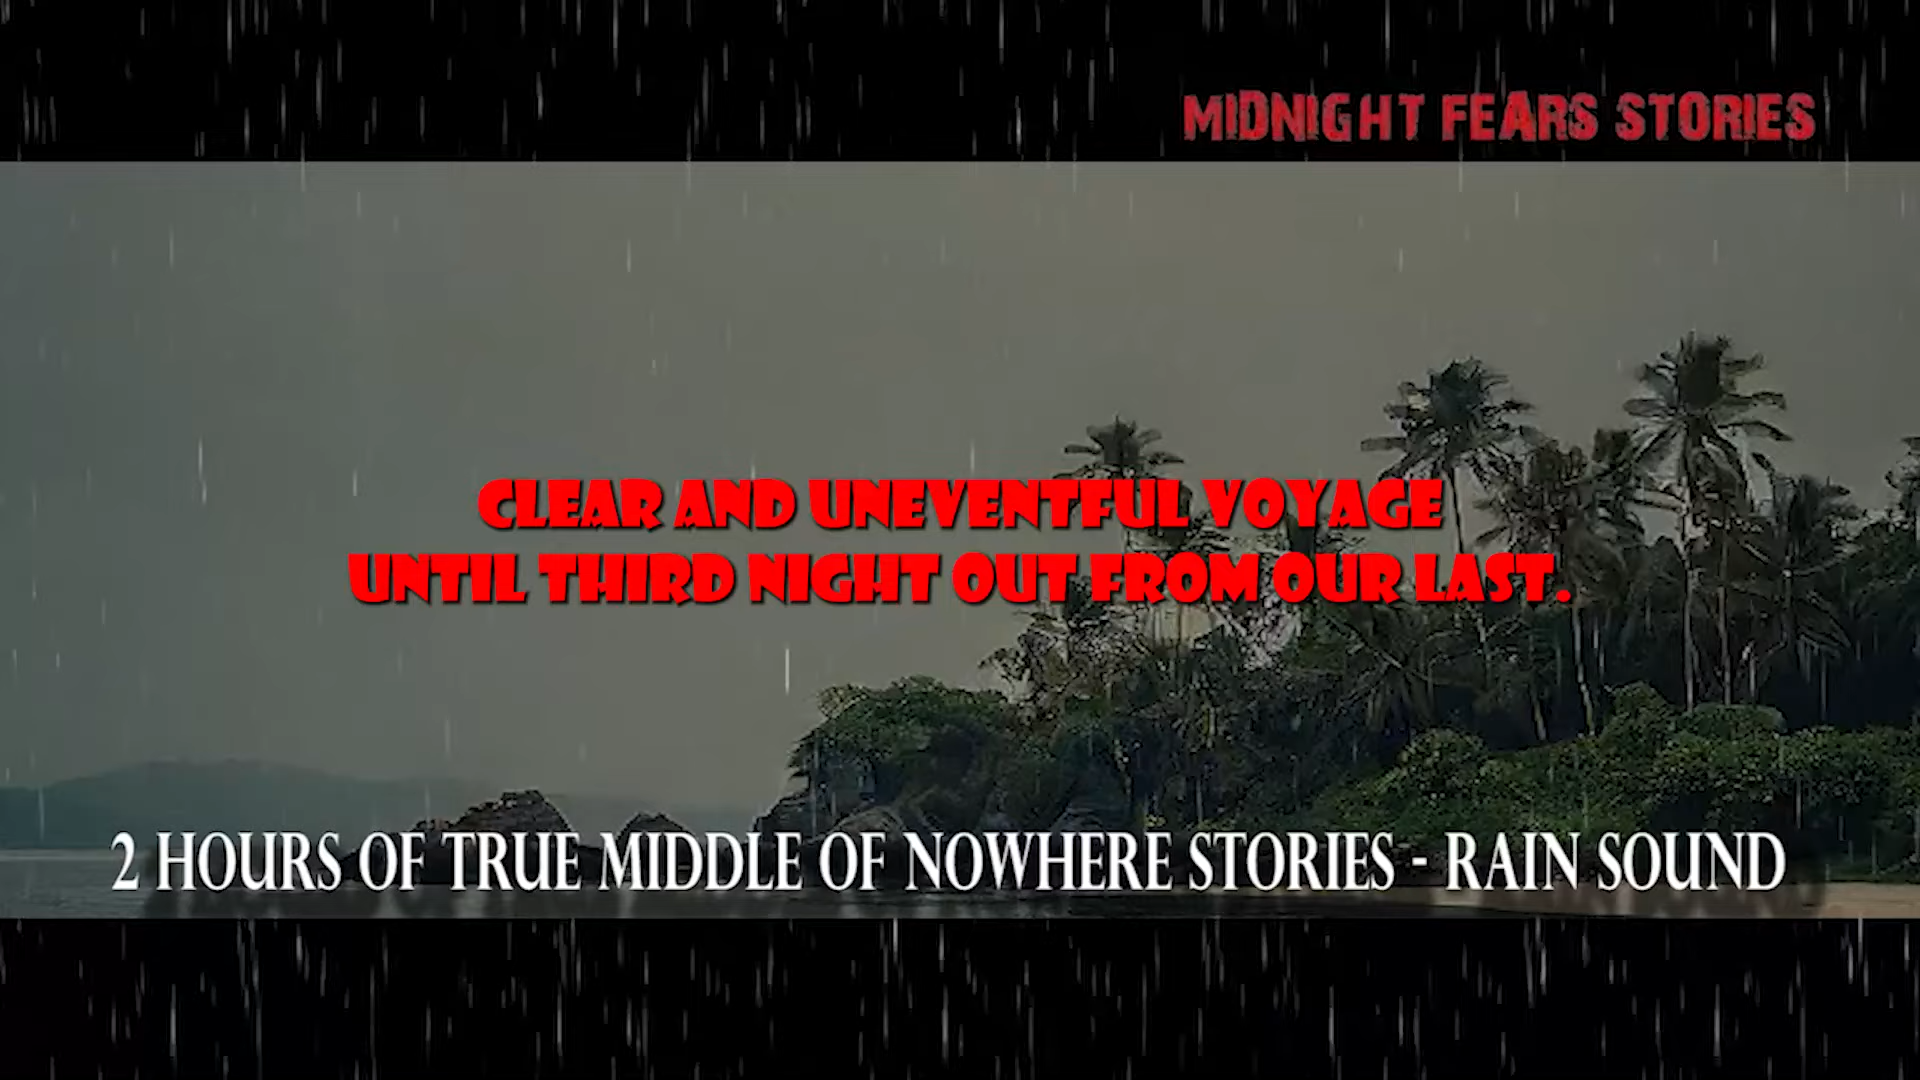 MIDNIGHT FEARS STORIES
CLEAR AND UNEVENTFUL VOYAGE
UNTIL THIRD NIGHT OUT FROM OUR LAST.
2 HOURS OF TRUE MIDDLE OF NOWHERE STORIES - RAIN SOUND